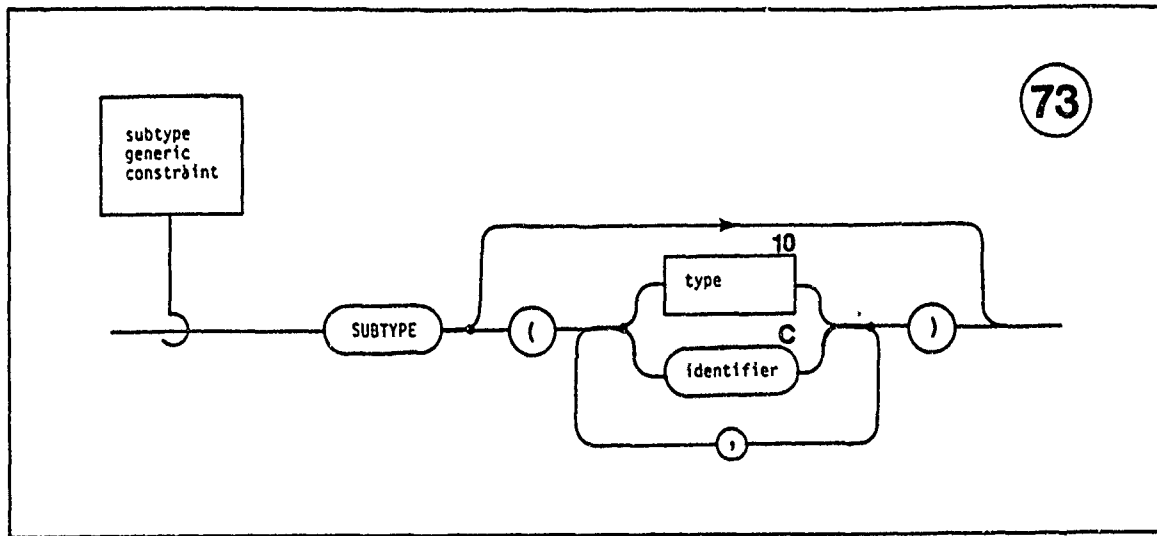 73
subtype
generic
constraint
10
type
SUBTYPE
(
)
C
identifier
,